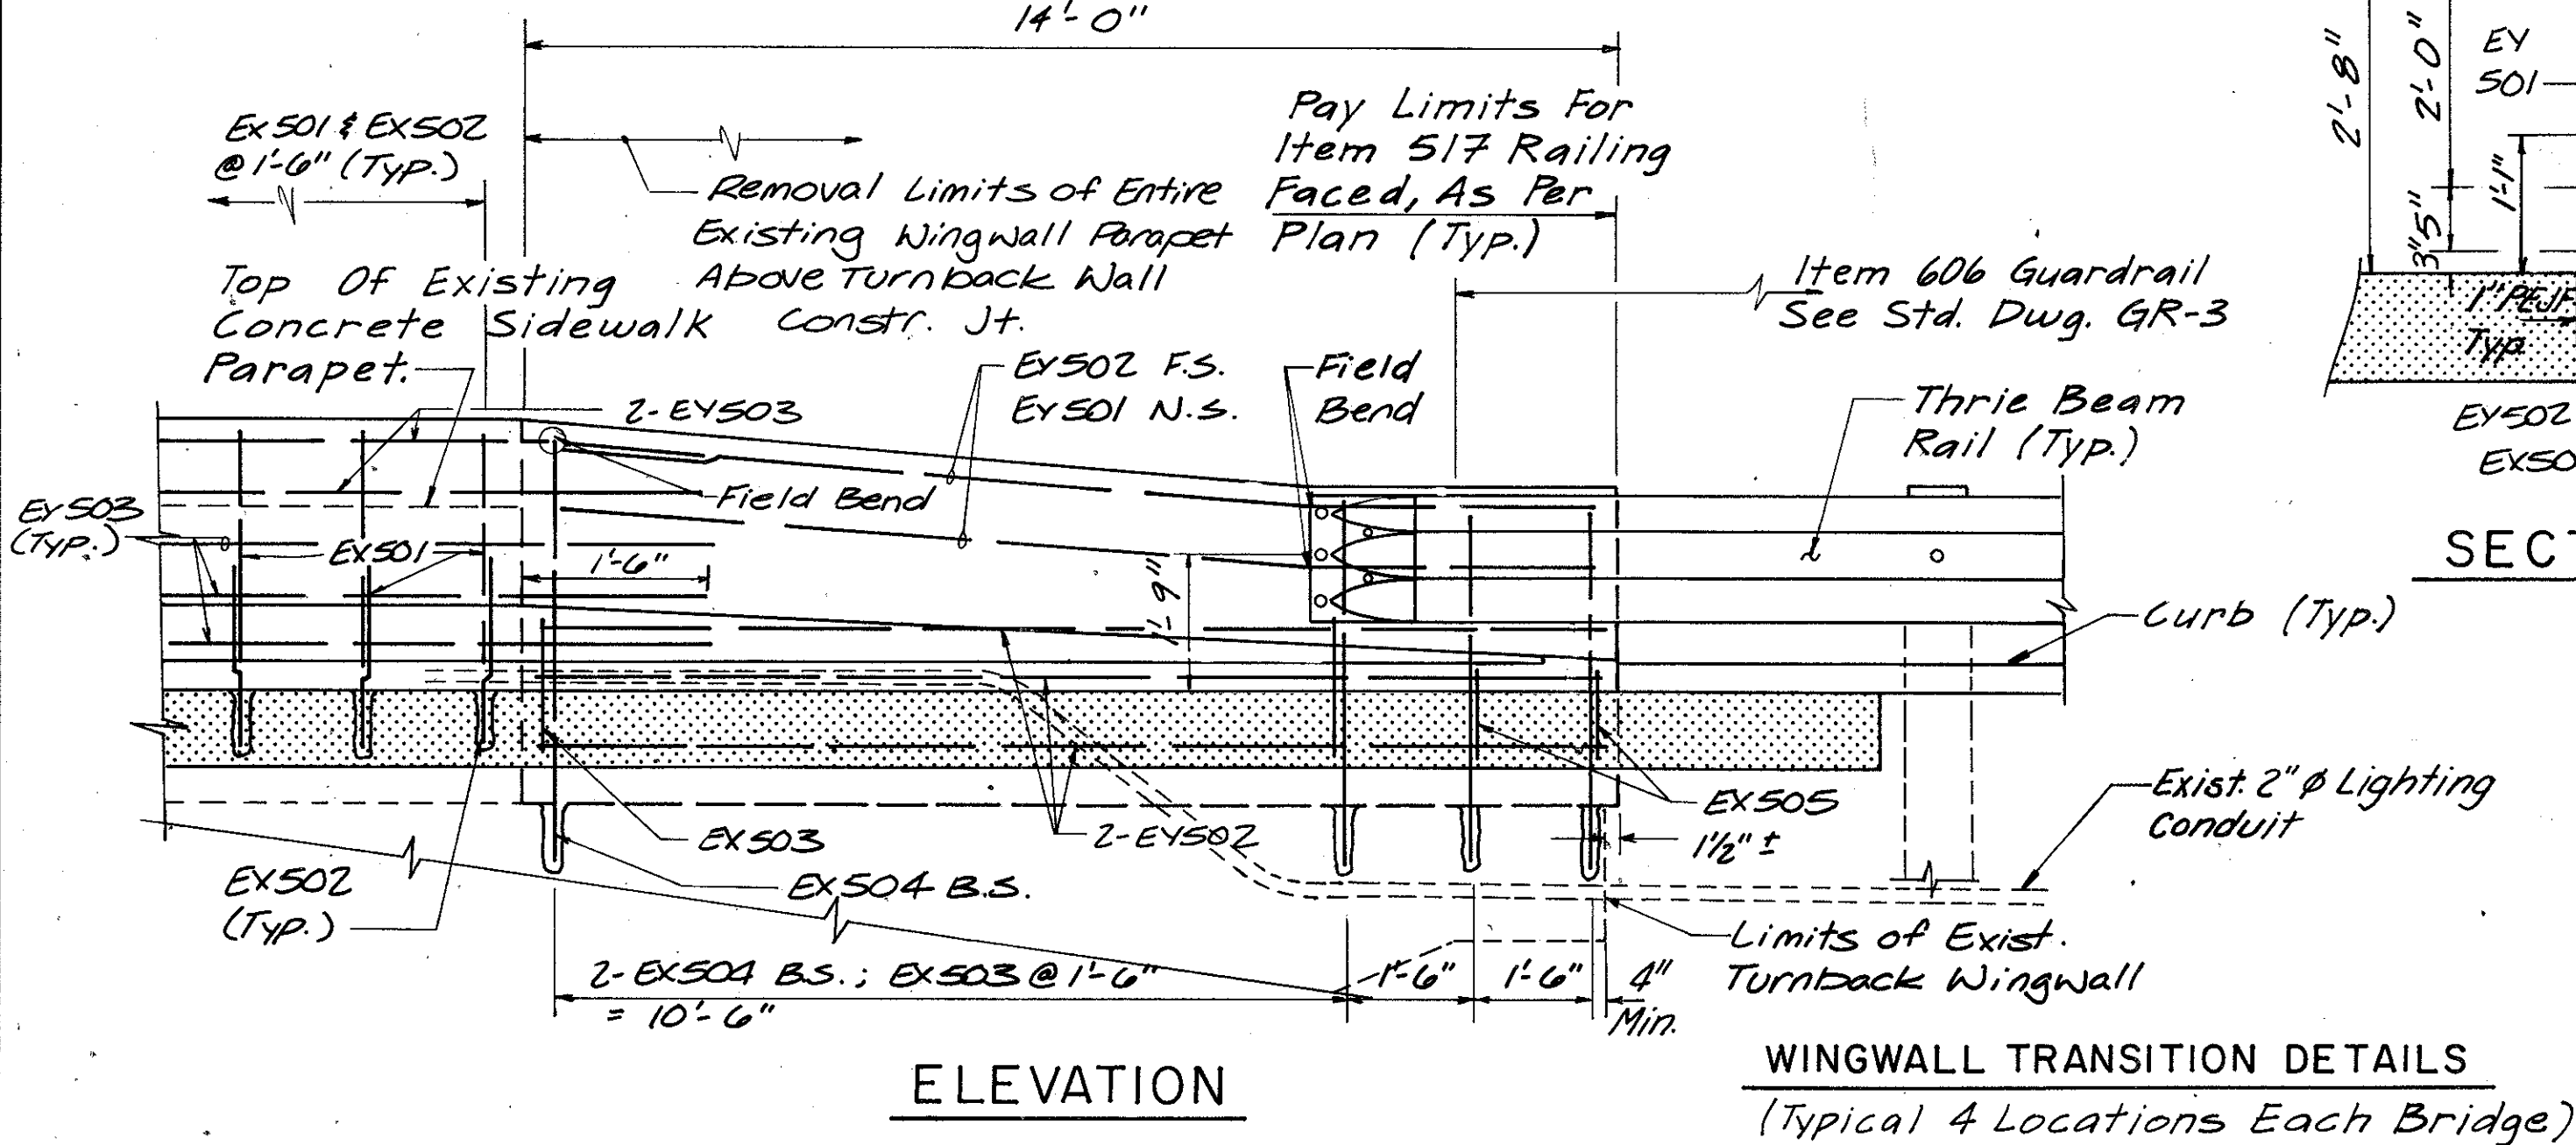 14'-0"
Ex501 & EX502
@ 1'-6" (Typ.)
Removal Limits of Entire
Existing Wingwall Parapet
Above Turnback Wall
Constr. Jt.
Pay Limits For
Item 517 Railing
Faced, As Per
Plan (Typ.)
Top Of Existing
Concrete Sidewalk
Parapet.
Item 606 Guardrail
See Std. Dwg. GR-3
2-EY503
EY502 F.S.
EY501 N.S.
Field
Bend
Thrie Beam
Rail (Typ.)
Field Bend
EY503
(Typ.)
EX501
1'-6"
1'-9"
Curb (Typ.)
EX503
2-EY502
EX505
1½" ±
Exist. 2" ø Lighting
Conduit
EX502
(Typ.)
EX504 B.S.
Limits of Exist.
Turnback Wingwall
2-EX504 B.S.; EX503 @ 1'-6"
= 10'-6"
1'-6"
1'-6"
4"
Min.
ELEVATION
WINGWALL TRANSITION DETAILS
(Typical 4 Locations Each Bridge)
2'-8"
2'-0"
EY
501
1'-1"
5"
3"
1" PEJF
Typ
EY502
EX50
SECT